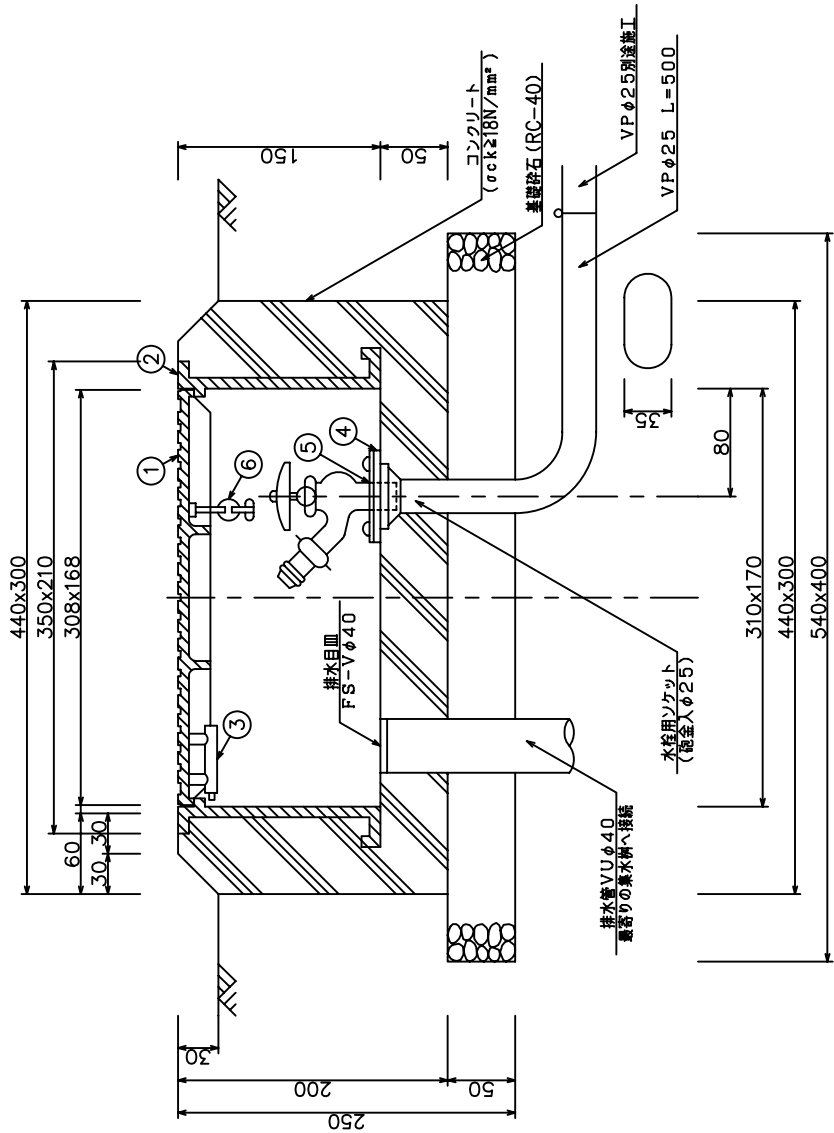 440x300
350x210
308x168
60
30
30
①
②
③
④
⑤
⑥
排水目皿
FS-Vφ40
150
50
コンクリート
(σck≧18N/mm²)
基礎砕石(RC-40)
VPφ25別途施工
VPφ25 L=500
30
200
50
250
排水管VUφ40
最寄りの集水桝へ接続
水栓用ソケット
(砲金入φ25)
35
80
310x170
440x300
540x400